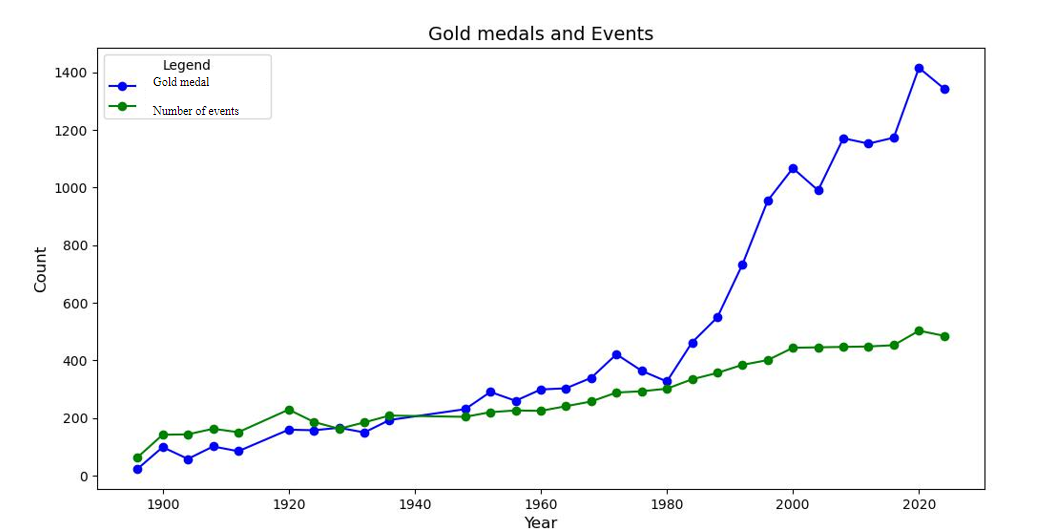 Gold medals and Events
Legend
Gold medal
Number of events
1400
1200
1000
800
600
400
200
0
Count
1900 1920 1940 1960 1980 2000 2020
Year